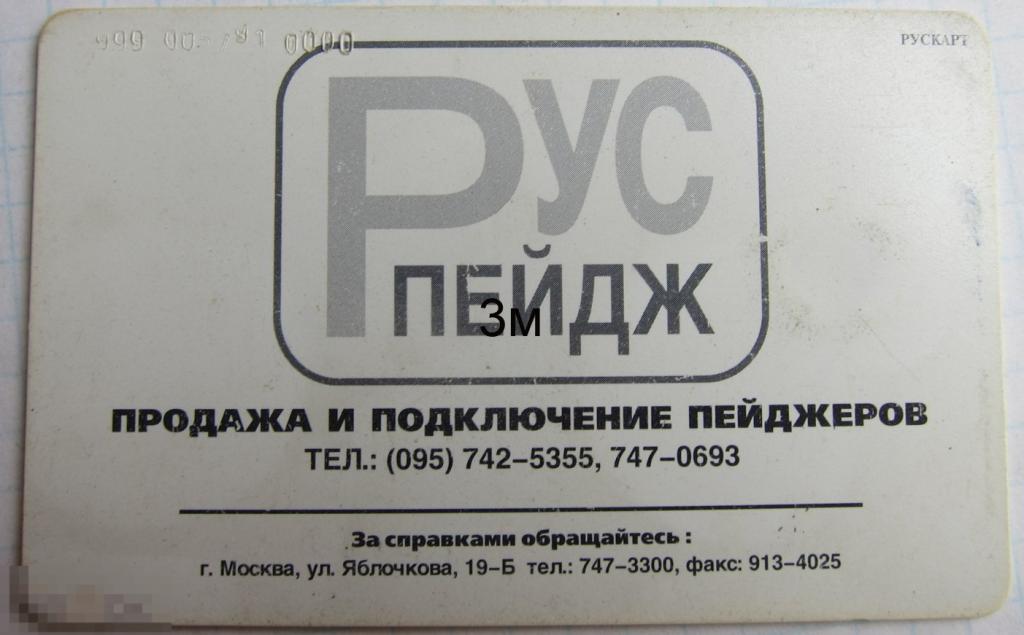 0000
РУСКАРТ
РУС
ПЕЙДЖ
3м
ПРОДАЖА И ПОДКЛЮЧЕНИЕ ПЕЙДЖЕРОВ
ТЕЛ.: (095) 742-5355, 747-0693
За справками обращайтесь :
г. Москва, ул. Яблочкова, 19-Б тел.: 747-3300, факс: 913-4025